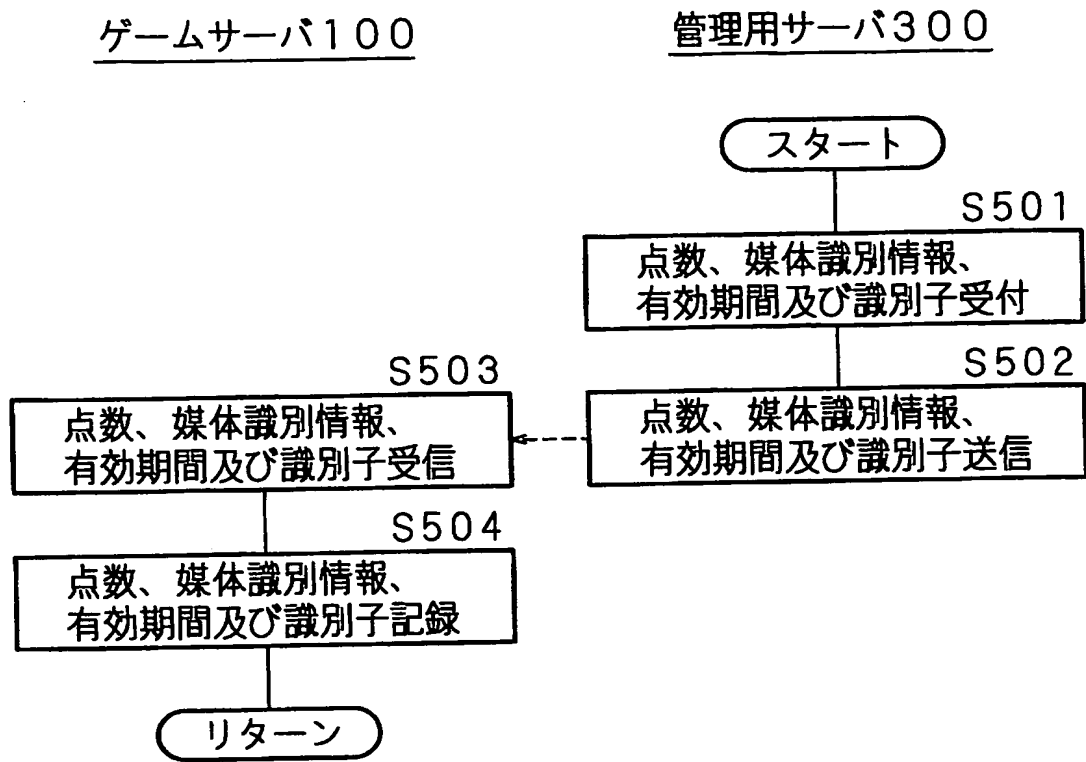 ゲームサーバ100
管理用サーバ300
スタート
S501
点数、媒体識別情報、
有効期間及び識別子受付
S502
点数、媒体識別情報、
有効期間及び識別子送信
S503
点数、媒体識別情報、
有効期間及び識別子受信
S504
点数、媒体識別情報、
有効期間及び識別子記録
リターン